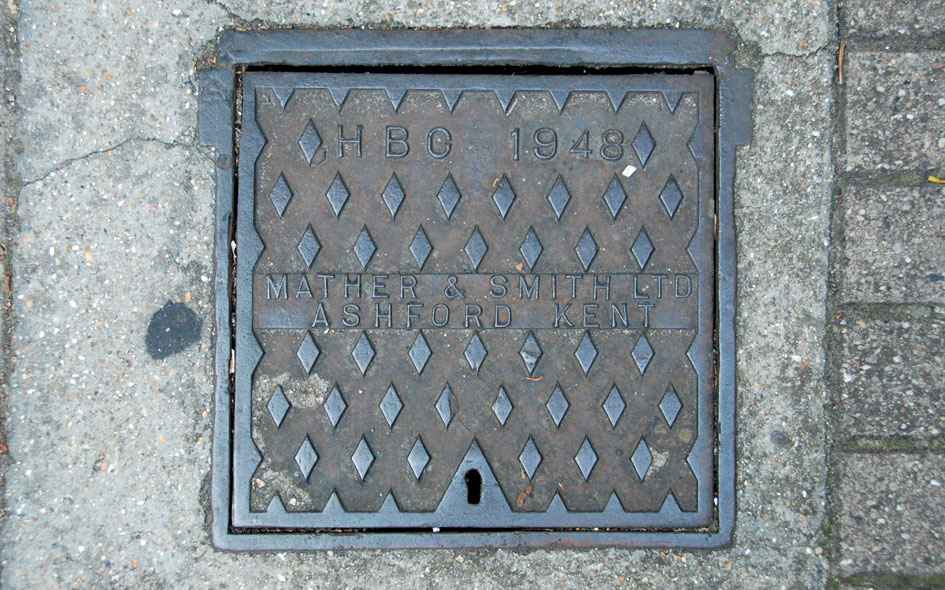 HBC 1948
MATHER & SMITH LTD
ASHFORD KENT